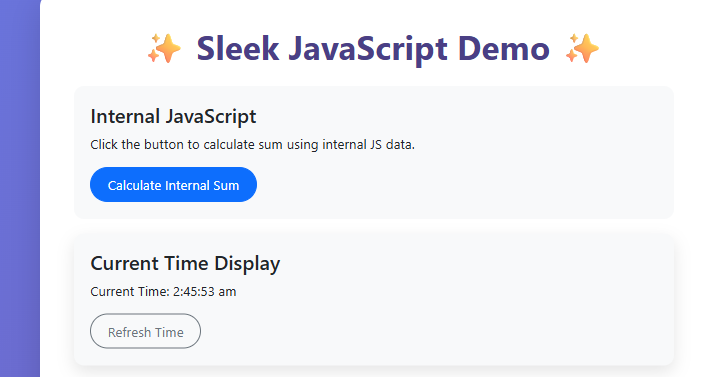 ✨ Sleek JavaScript Demo ✨
Internal JavaScript
Click the button to calculate sum using internal JS data.
Calculate Internal Sum
Current Time Display
Current Time: 2:45:53 am
Refresh Time